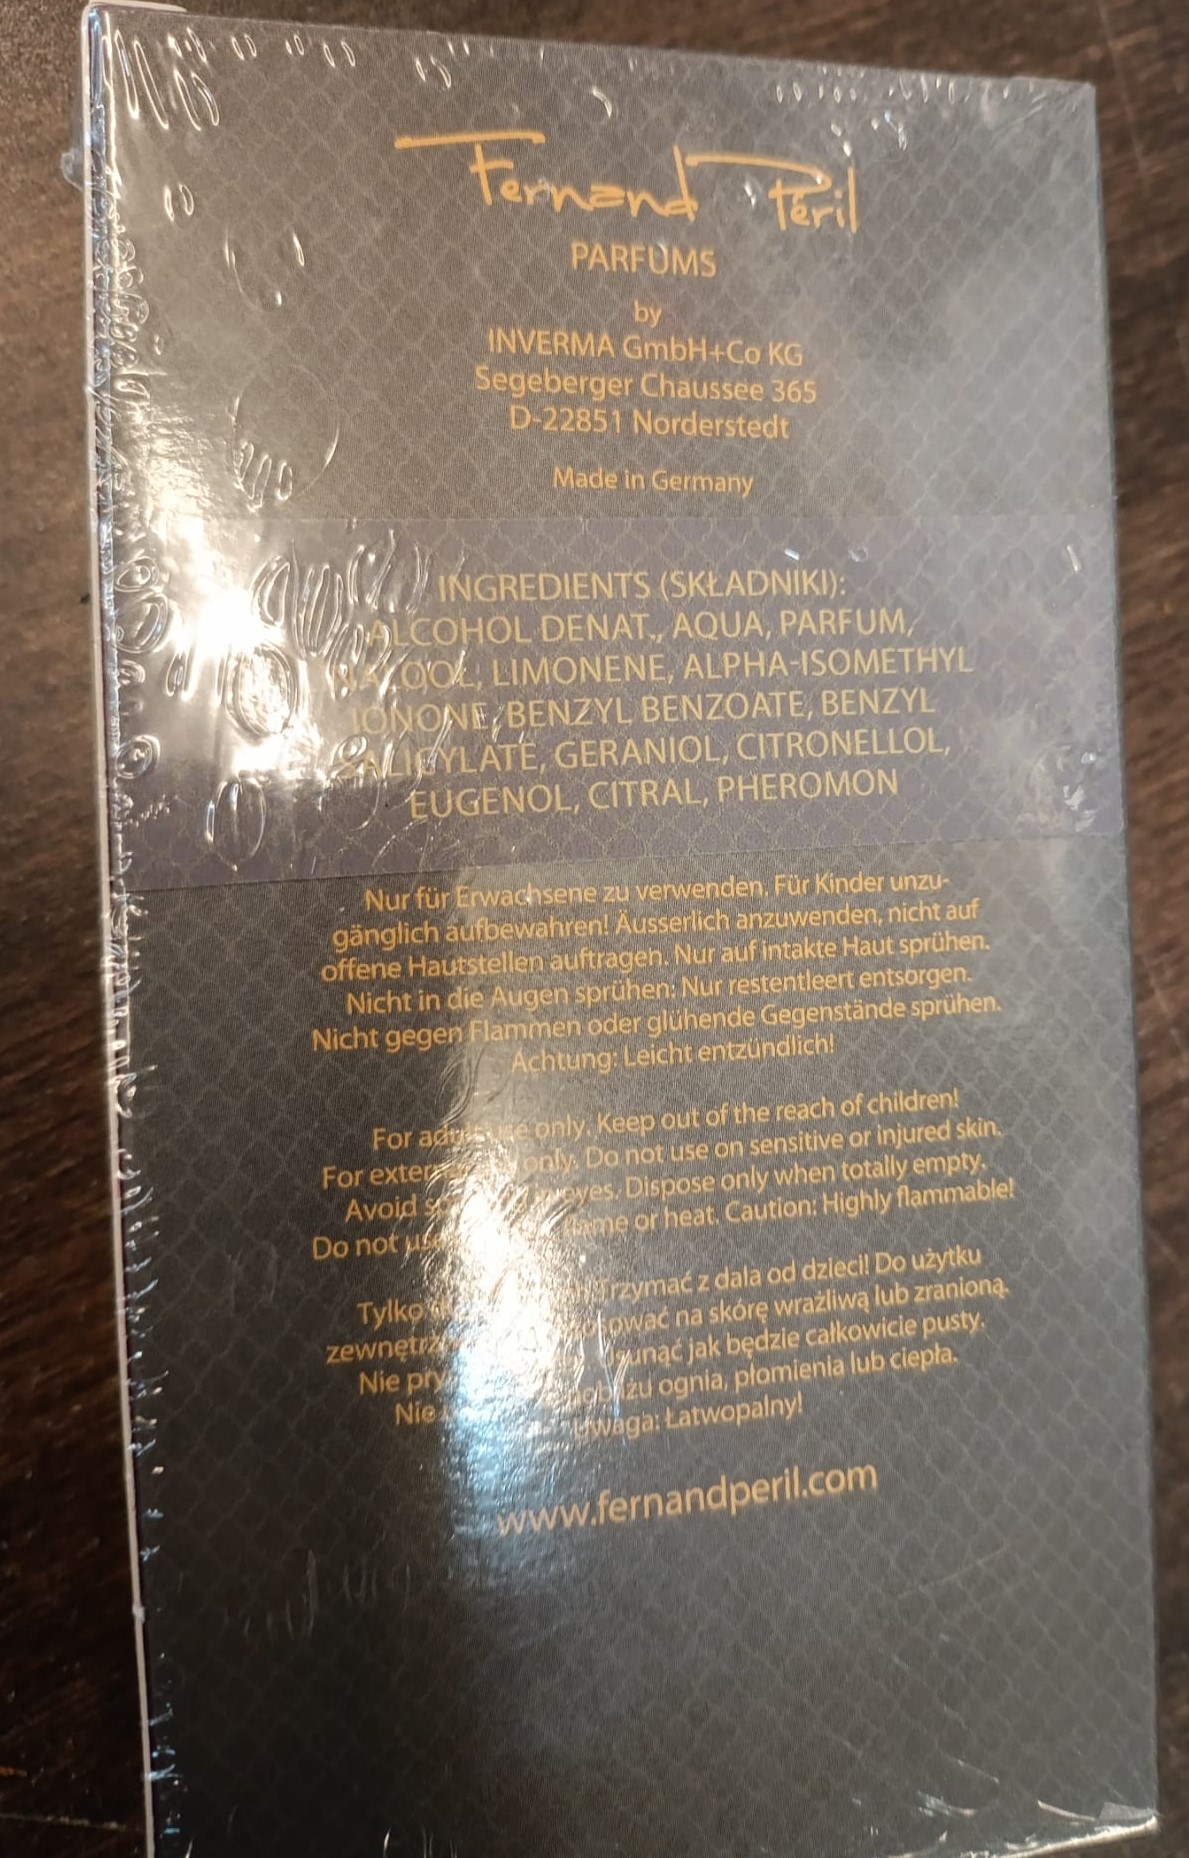 Fernand Péril
PARFUMS
by
INVERMA GmbH+Co KG
Segeberger Chaussee 365
D-22851 Norderstedt
Made in Germany
INGREDIENTS (SKŁADNIKI):
ALCOHOL DENAT., AQUA, PARFUM,
LIMONENE, ALPHA-ISOMETHYL
IONONE, BENZYL BENZOATE, BENZYL
SALICYLATE, GERANIOL, CITRONELLOL,
EUGENOL, CITRAL, PHEROMON
Nur für Erwachsene zu verwenden. Für Kinder unzu-
gänglich aufbewahren! Äusserlich anzuwenden, nicht auf
offene Hautstellen auftragen. Nur auf intakte Haut sprühen.
Nicht in die Augen sprühen. Nur restentleert entsorgen.
Nicht gegen Flammen oder glühende Gegenstände sprühen.
Achtung: Leicht entzündlich!
For only. Keep out of the reach of children!
For only. Do not use on sensitive or injured skin.
Avoid eyes. Dispose only when totally empty.
Do not flame or heat. Caution: Highly flammable!
Tylko Trzymać z dala od dzieci! Do użytku
na skórę wrażliwą lub zranioną.
Nie jak będzie całkowicie pusty.
Nie ognia, płomienia lub ciepła.
Uwaga: Łatwopalny!
www.fernandperil.com